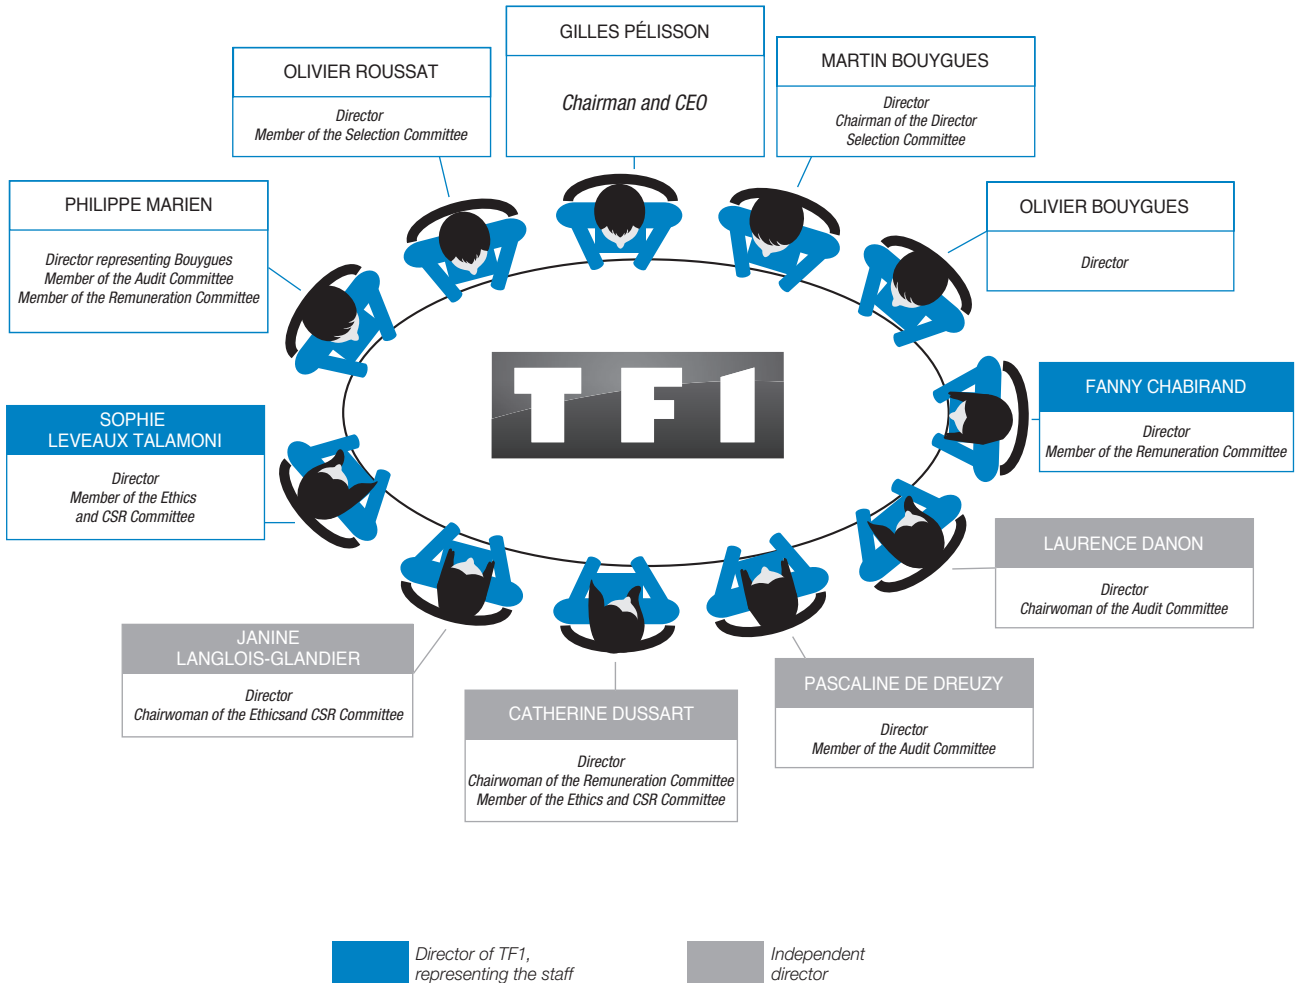 GILLES PÉLISSON
Chairman and CEO
OLIVIER ROUSSAT
Director
Member of the Selection Committee
MARTIN BOUYGUES
Director
Chairman of the Director
Selection Committee
PHILIPPE MARIEN
Director representing Bouygues
Member of the Audit Committee
Member of the Remuneration Committee
OLIVIER BOUYGUES
Director
TF1
FANNY CHABIRAND
Director
Member of the Remuneration Committee
SOPHIE
LEVEAUX TALAMONI
Director
Member of the Ethics
and CSR Committee
LAURENCE DANON
Director
Chairwoman of the Audit Committee
JANINE
LANGLOIS-GLANDIER
Director
Chairwoman of the Ethicsand CSR Committee
PASCALINE DE DREUZY
Director
Member of the Audit Committee
CATHERINE DUSSART
Director
Chairwoman of the Remuneration Committee
Member of the Ethics and CSR Committee
Director of TF1,
representing the staff
Independent
director